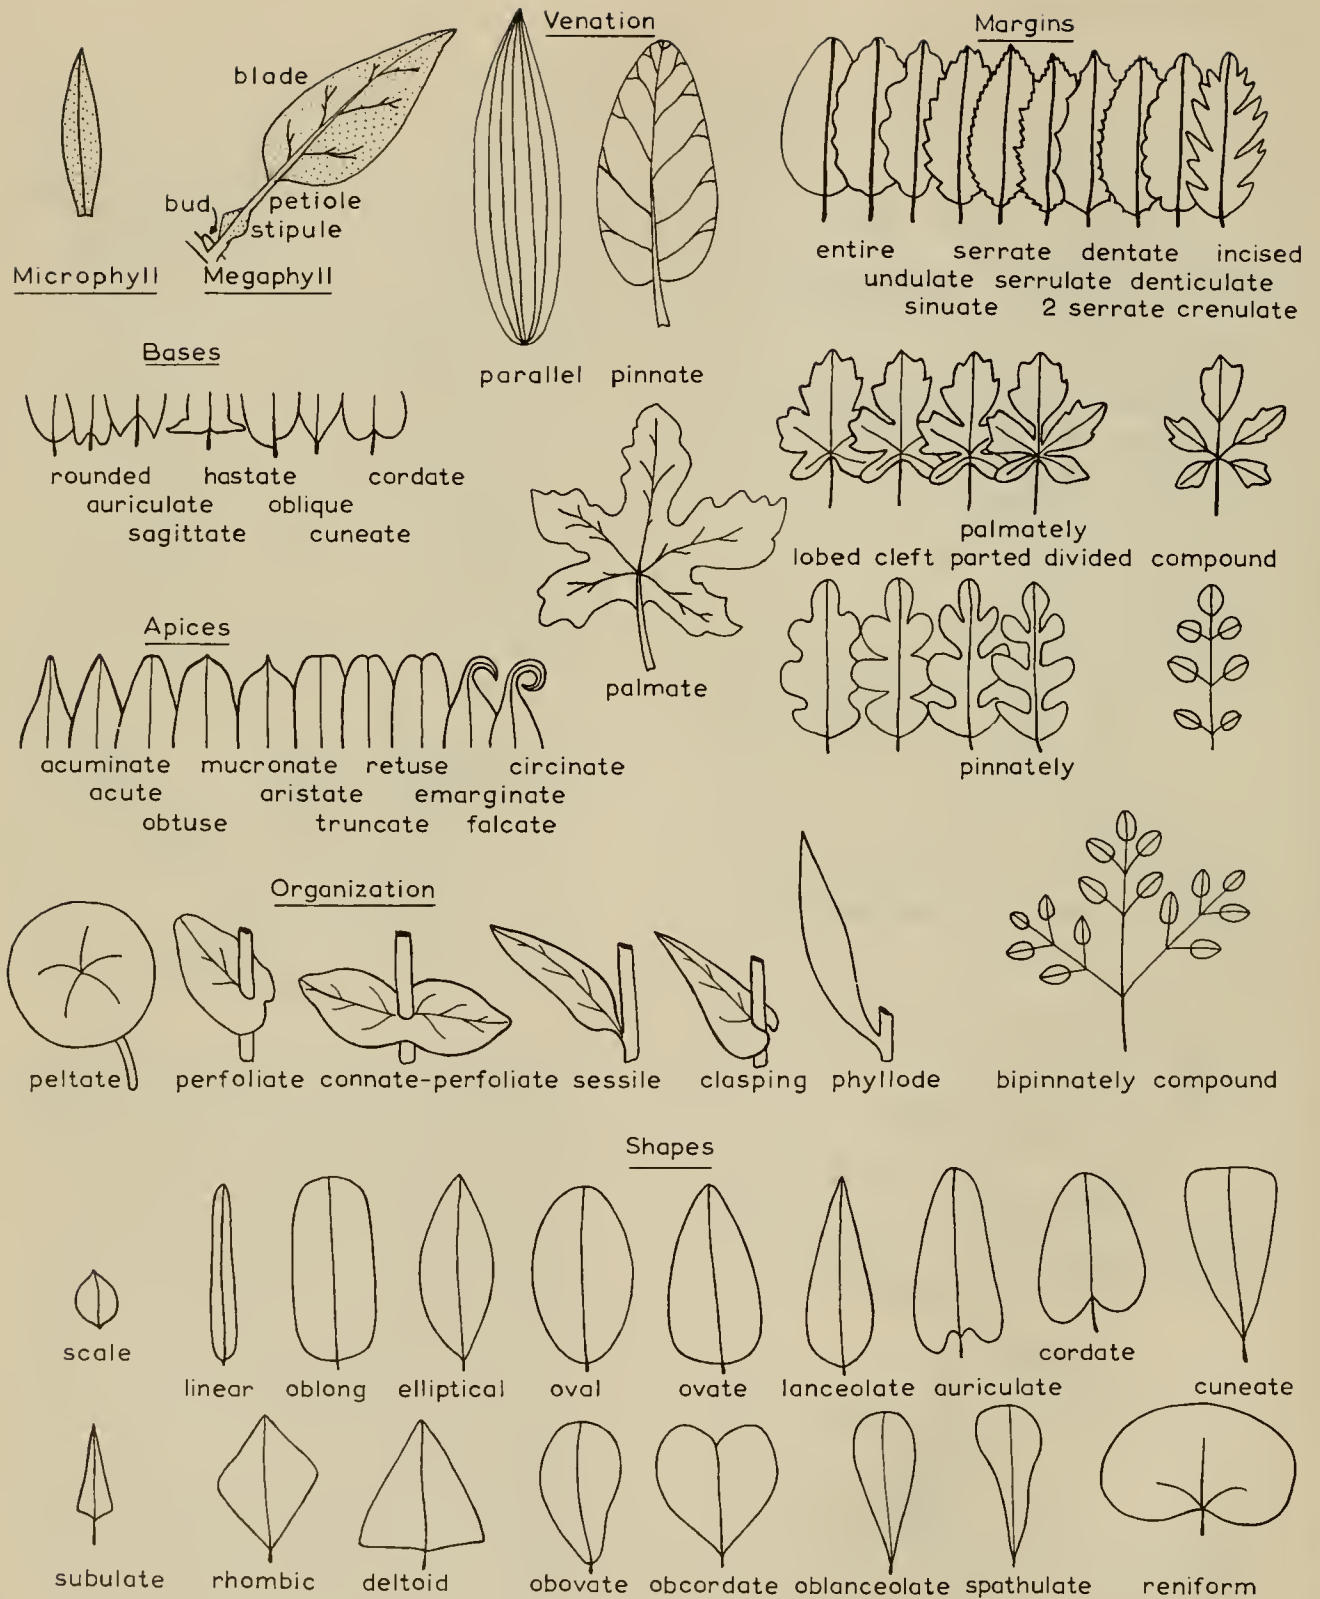 Venation
Margins
blade
bud
petiole
stipule
Microphyll Megaphyll
entire serrate dentate incised
undulate serrulate denticulate
sinuate 2 serrate crenulate
Bases
parallel pinnate
rounded hastate cordate
auriculate oblique
sagittate cuneate
palmately
lobed cleft parted divided compound
Apices
palmate
acuminate mucronate retuse circinate
acute aristate emarginate
obtuse truncate falcate
pinnately
Organization
peltate perfoliate connate-perfoliate sessile clasping phyllode bipinnately compound
Shapes
scale
cordate
linear oblong elliptical oval ovate lanceolate auriculate cuneate
subulate rhombic deltoid obovate obcordate oblanceolate spathulate reniform